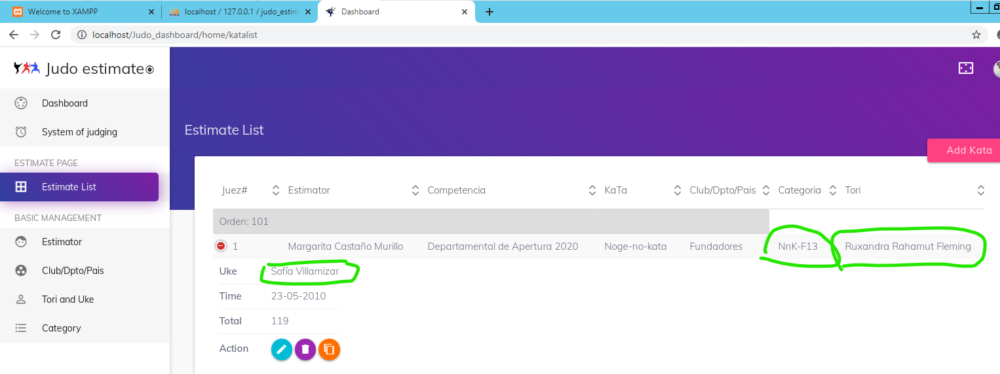 Welcome to XAMPP
localhost / 127.0.0.1 / judo_estim
Dashboard
localhost/Judo_dashboard/home/katalist
Judo estimate
Dashboard
System of judging
ESTIMATE PAGE
Estimate List
BASIC MANAGEMENT
Estimator
Club/Dpto/Pais
Tori and Uke
Category
Estimate List
Add Kata
Juez# Estimator Competencia KaTa Club/Dpto/Pais Categoria Tori
Orden: 101
1 Margarita Castaño Murillo Departamental de Apertura 2020 Noge-no-kata Fundadores NnK-F13 Ruxandra Rahamut Fleming
Uke Sofía Villamizar
Time 23-05-2010
Total 119
Action